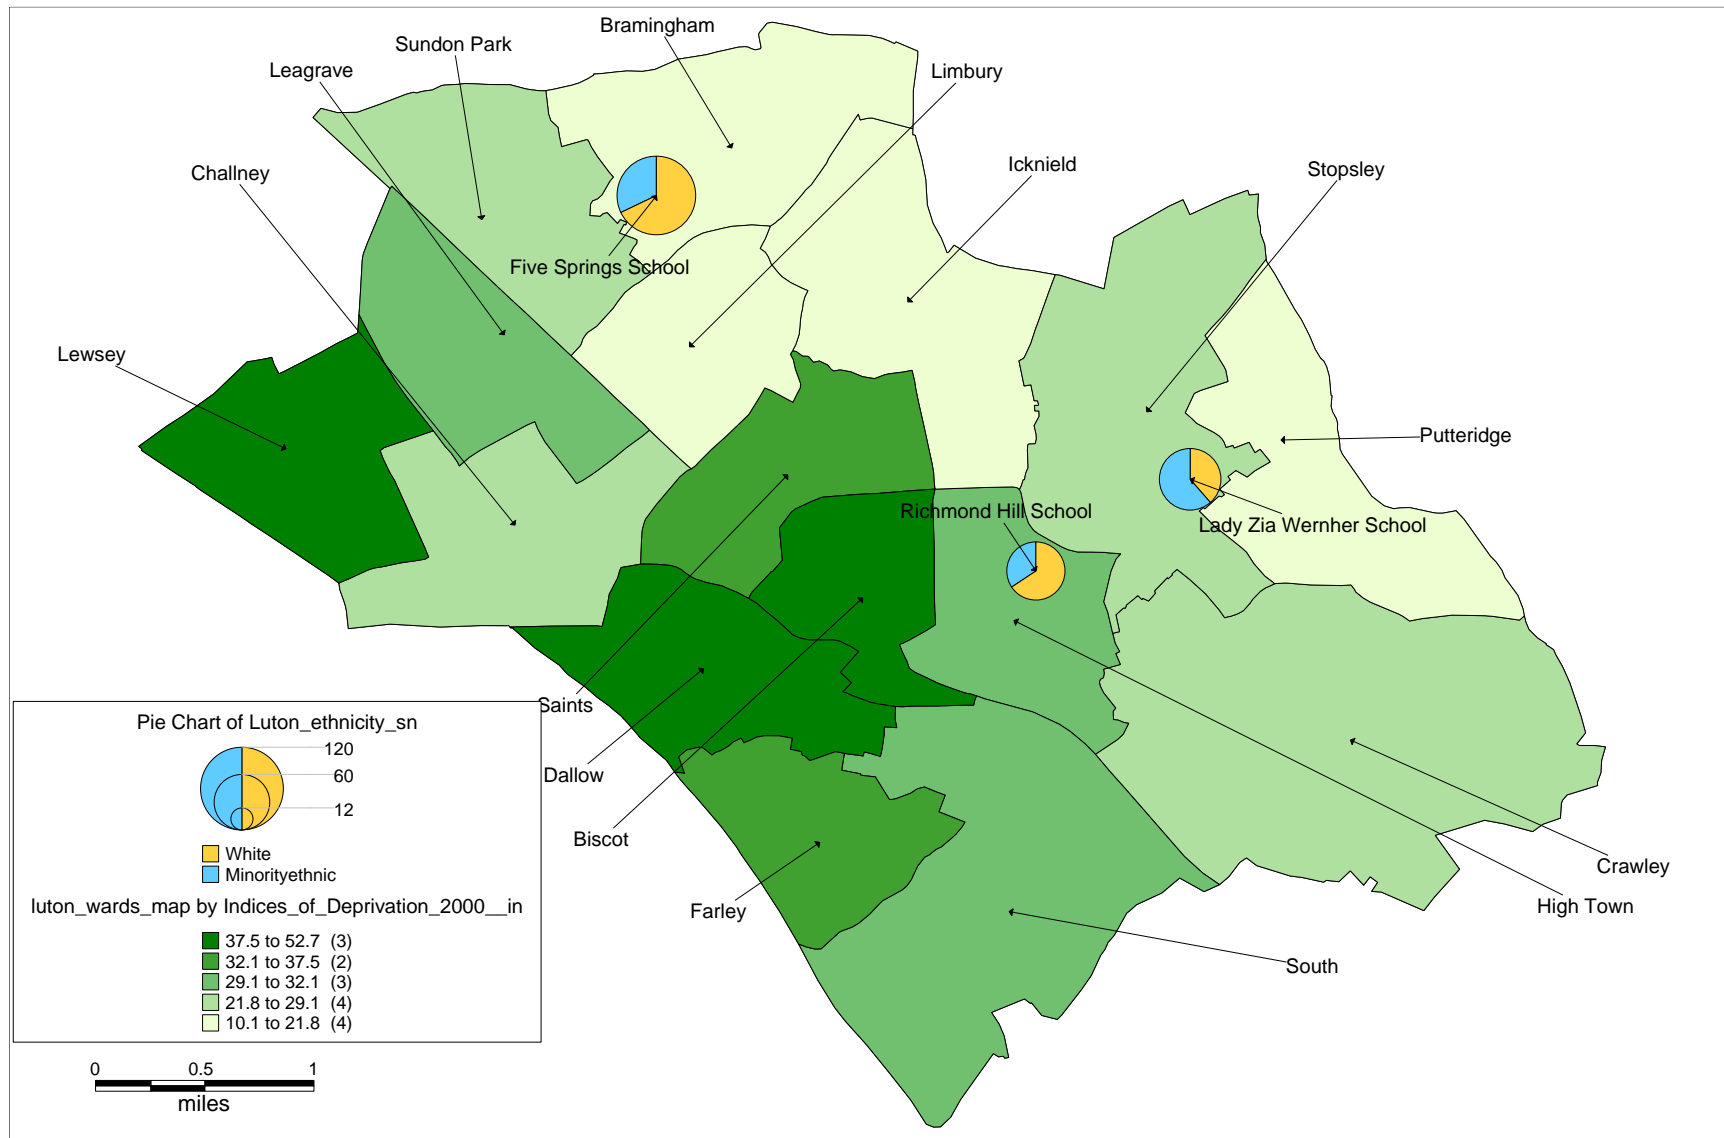 Bramingham
Sundon Park
Leagrave
Limbury
Icknield
Stopsley
Challney
Five Springs School
Lewsey
Putteridge
Richmond Hill School
Lady Zia Wernher School
Saints
Dallow
Biscot
Farley
Crawley
High Town
South
Pie Chart of Luton_ethnicity_sn
120
60
12
White
Minorityethnic
luton_wards_map by Indices_of_Deprivation_2000__in
37.5 to 52.7 (3)
32.1 to 37.5 (2)
29.1 to 32.1 (3)
21.8 to 29.1 (4)
10.1 to 21.8 (4)
0 0.5 1
miles